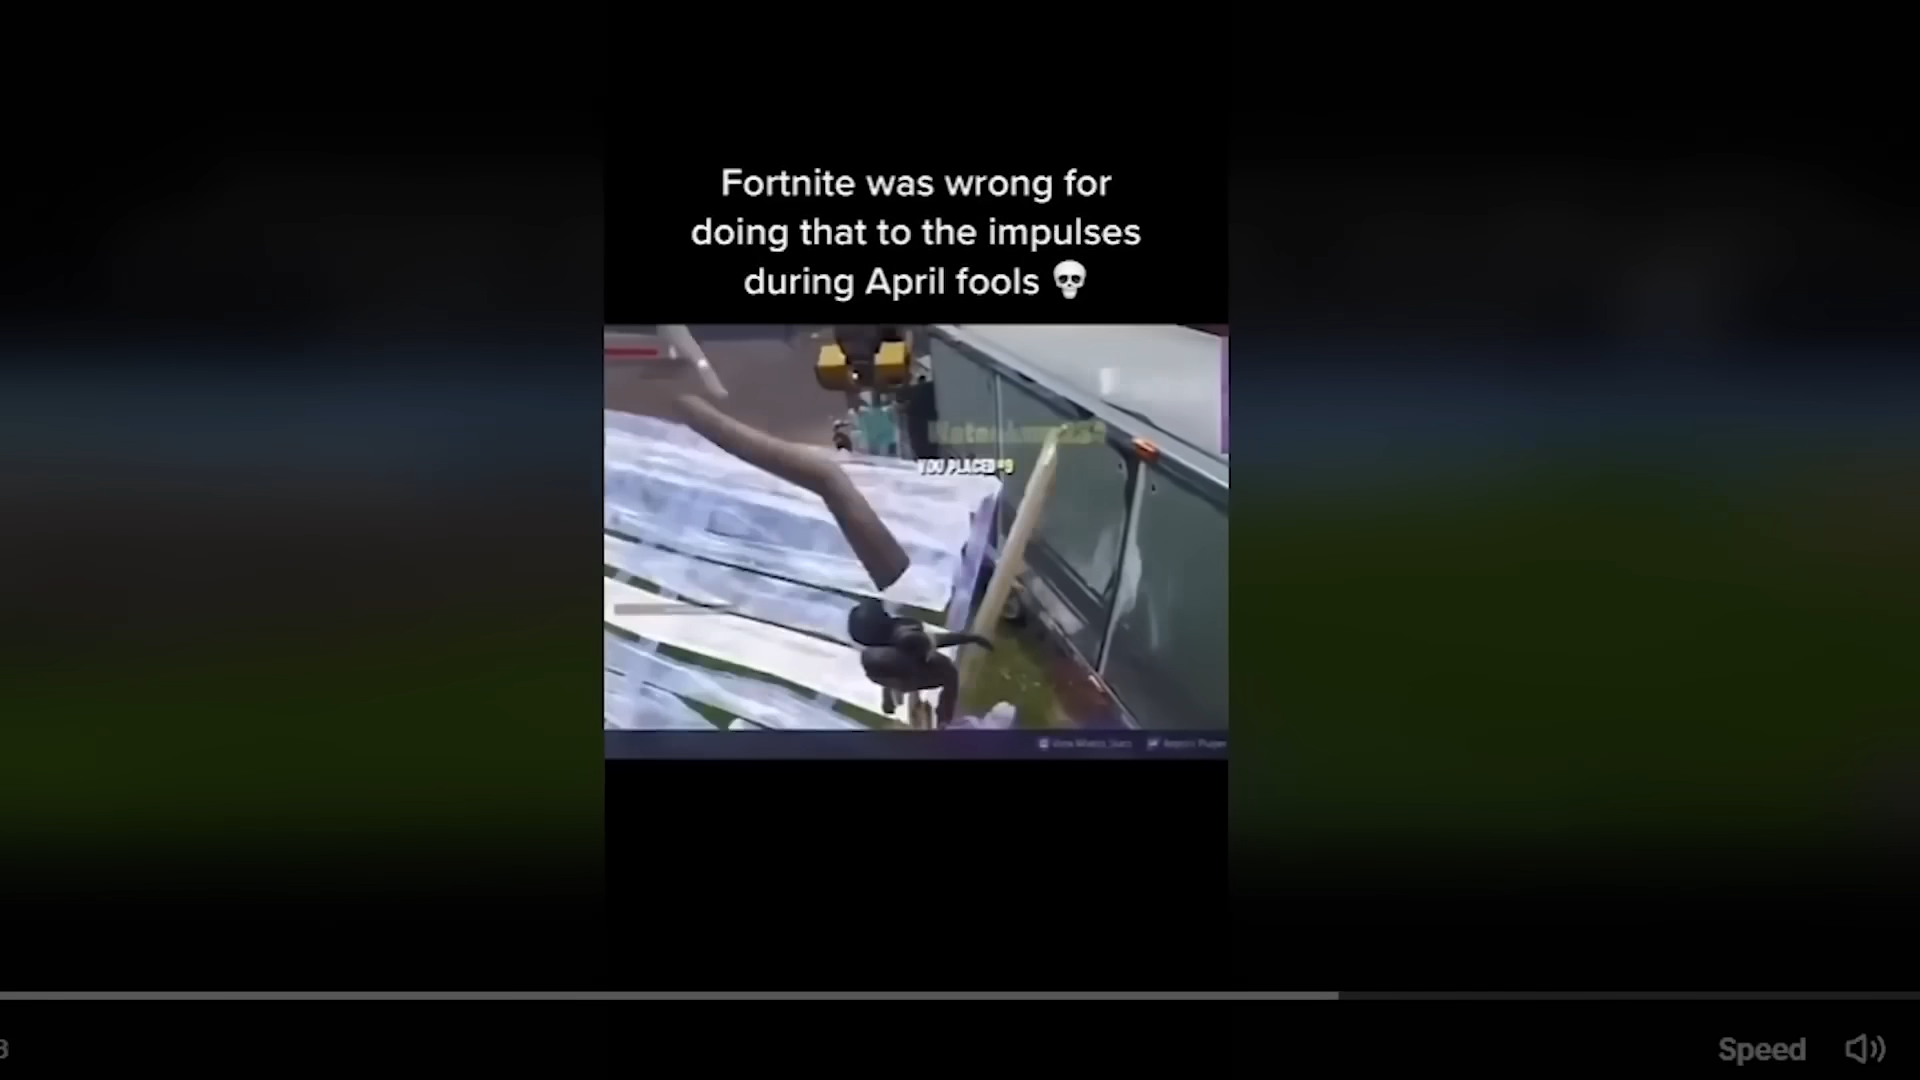 Fortnite was wrong for
doing that to the impulses
during April fools 💀
YOU PLACED #9
Speed